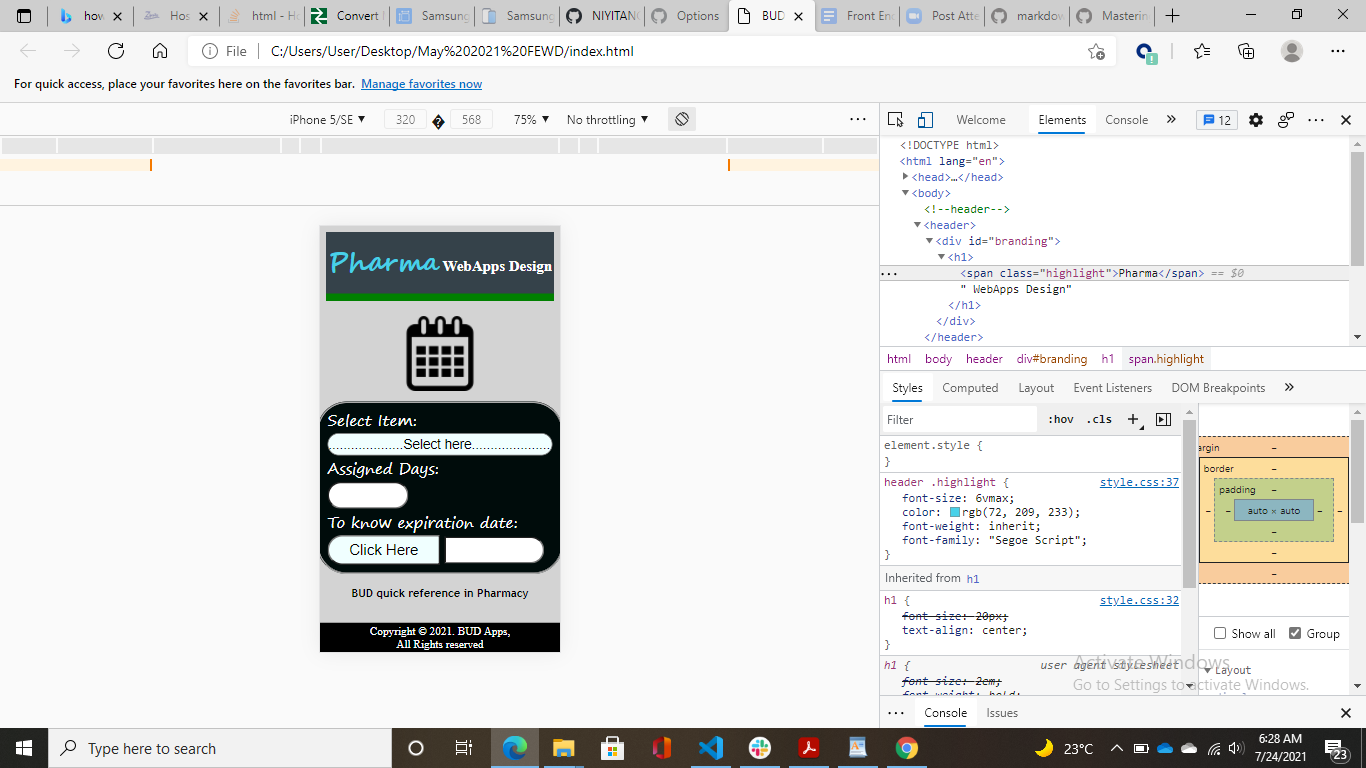 how
Hos
html - Ho
Convert
Samsung
Samsung
NIYITANG
Options
BUD
Front End
Post Atte
markdow
Masterin
File
C:/Users/User/Desktop/May%202021%20FEWD/index.html
For quick access, place your favorites here on the favorites bar. Manage favorites now
iPhone 5/SE ▼ 320 568 75% ▼ No throttling ▼
Welcome Elements Console » 12
<!DOCTYPE html>
<html lang="en">
<head>…</head>
<body>
<!--header-->
<header>
<div id="branding">
<h1>
<span class="highlight">Pharma</span> == $0
" WebApps Design"
</h1>
</div>
</header>
html body header div#branding h1 span.highlight
Styles Computed Layout Event Listeners DOM Breakpoints »
Filter :hov .cls +
element.style {
}
header .highlight { style.css:37
font-size: 6vmax;
color: rgb(72, 209, 233);
font-weight: inherit;
font-family: "Segoe Script";
}
Inherited from h1
h1 { style.css:32
font-size: 20px;
text-align: center;
}
h1 { user agent stylesheet
font-size: 2em;
font-weight: bold;
argin –
border –
padding –
– – – auto × auto – – –
–
–
–
Show all Group
Layout
Activate Windows
Go to Settings to activate Windows.
Console Issues
Pharma WebApps Design
Select Item:
....................Select here.....................
Assigned Days:
To know expiration date:
Click Here
BUD quick reference in Pharmacy
Copyright © 2021. BUD Apps,
All Rights reserved
Type here to search
23°C
6:28 AM
7/24/2021
23